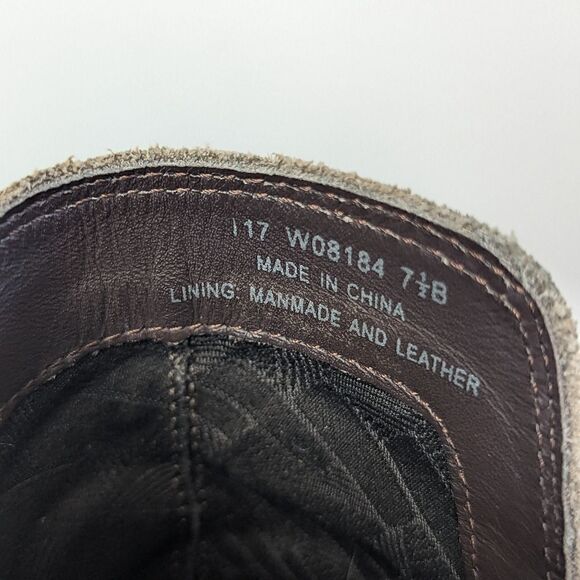 117 W08184 7½B
MADE IN CHINA
LINING: MANMADE AND LEATHER